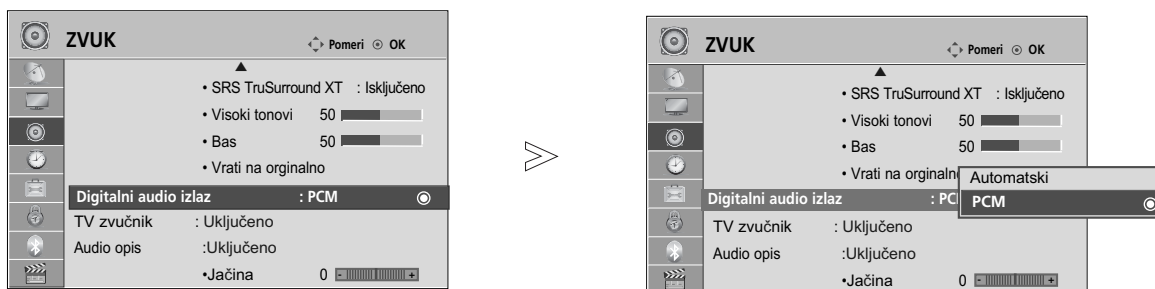 ZVUK
Pomeri OK
• SRS TruSurround XT : Isključeno
• Visoki tonovi 50
• Bas 50
• Vrati na orginalno
Digitalni audio izlaz : PCM
TV zvučnik : Uključeno
Audio opis :Uključeno
•Jačina 0 - +
ZVUK
Pomeri OK
• SRS TruSurround XT : Isključeno
• Visoki tonovi 50
• Bas 50
• Vrati na orginaln
Automatski
Digitalni audio izlaz : PC
PCM
TV zvučnik : Uključeno
Audio opis :Uključeno
•Jačina 0 - +